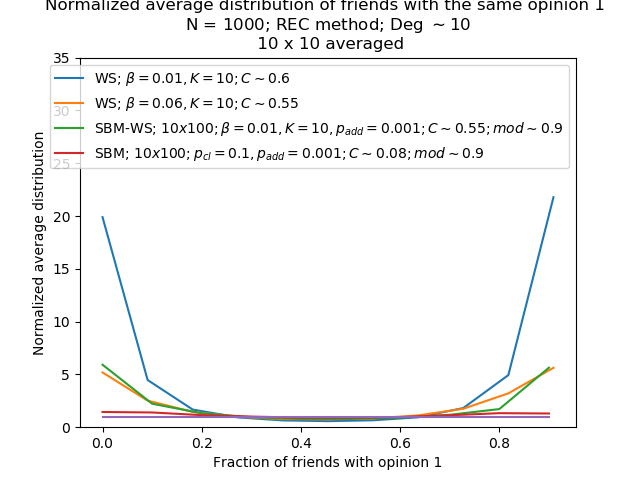 Normalized average distribution of friends with the same opinion 1
N = 1000; REC method; Deg ∼ 10
10 x 10 averaged
35
30
25
20
15
10
5
0
Normalized average distribution
WS; β = 0.01, K = 10; C ∼ 0.6
WS; β = 0.06, K = 10; C ∼ 0.55
SBM-WS; 10x100; β = 0.01, K = 10, p_add = 0.001; C ∼ 0.55; mod ∼ 0.9
SBM; 10x100; p_cl = 0.1, p_add = 0.001; C ∼ 0.08; mod ∼ 0.9
0.0 0.2 0.4 0.6 0.8
Fraction of friends with opinion 1